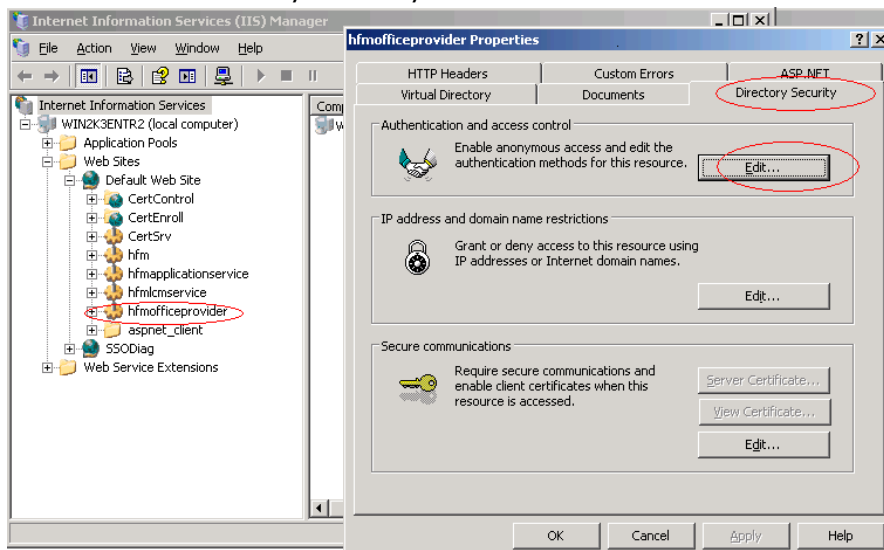 Internet Information Services (IIS) Manager
File Action View Window Help
Internet Information Services
WIN2K3ENTR2 (local computer)
Application Pools
Web Sites
Default Web Site
CertControl
CertEnroll
CertSrv
hfm
hfmapplicationservice
hfmlcmservice
hfmofficeprovider
aspnet_client
SSODiag
Web Service Extensions
hfmofficeprovider Properties
HTTP Headers Custom Errors ASP.NET
Virtual Directory Documents Directory Security
Authentication and access control
Enable anonymous access and edit the
authentication methods for this resource.
Edit...
IP address and domain name restrictions
Grant or deny access to this resource using
IP addresses or Internet domain names.
Edit...
Secure communications
Require secure communications and
enable client certificates when this
resource is accessed.
Server Certificate...
View Certificate...
Edit...
OK Cancel Apply Help